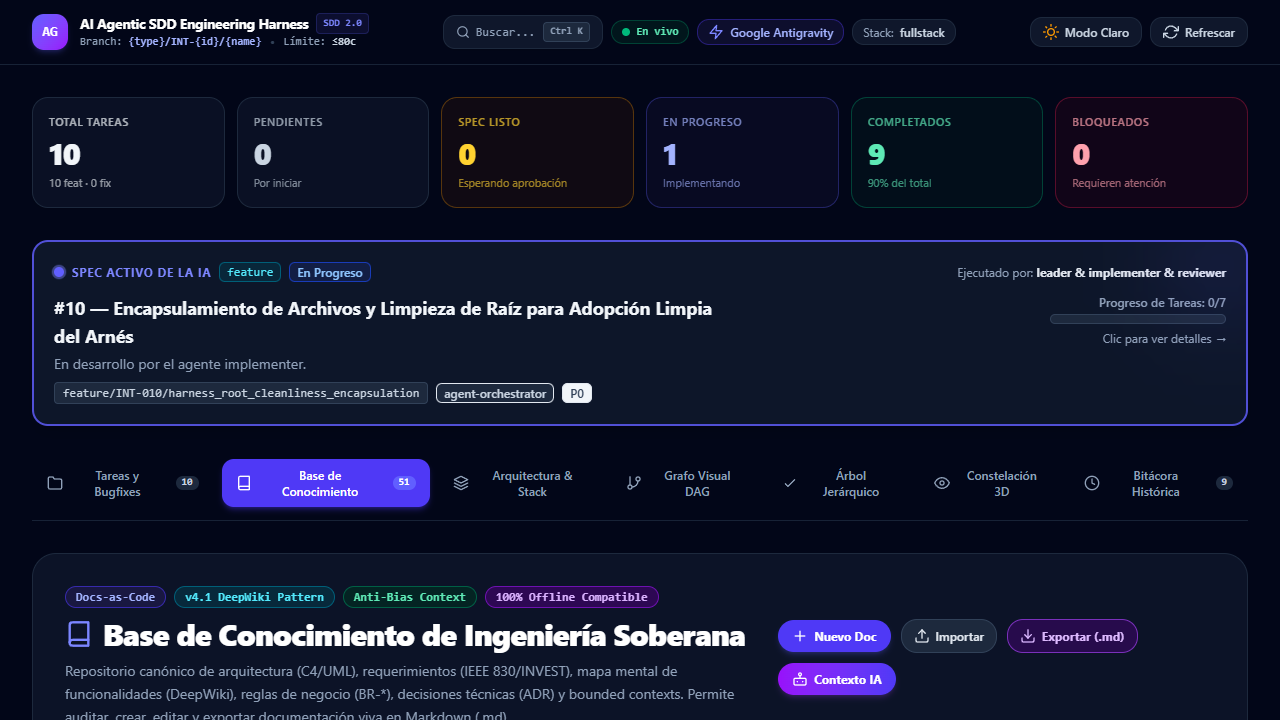 AG
AI Agentic SDD Engineering Harness SDD 2.0
Branch: {type}/INT-{id}/{name} • Límite: ≤80c
Buscar... Ctrl K
En vivo
Google Antigravity
Stack: fullstack
Modo Claro
Refrescar
TOTAL TAREAS
10
10 feat · 0 fix
PENDIENTES
0
Por iniciar
SPEC LISTO
0
Esperando aprobación
EN PROGRESO
1
Implementando
COMPLETADOS
9
90% del total
BLOQUEADOS
0
Requieren atención
SPEC ACTIVO DE LA IA feature En Progreso
#10 — Encapsulamiento de Archivos y Limpieza de Raíz para Adopción Limpia
del Arnés
En desarrollo por el agente implementer.
feature/INT-010/harness_root_cleanliness_encapsulation agent-orchestrator P0
Ejecutado por: leader & implementer & reviewer
Progreso de Tareas: 0/7
Clic para ver detalles →
Tareas y
Bugfixes
10
Base de
Conocimiento
51
Arquitectura &
Stack
Grafo Visual
DAG
Árbol
Jerárquico
Constelación
3D
Bitácora
Histórica
9
Docs-as-Code v4.1 DeepWiki Pattern Anti-Bias Context 100% Offline Compatible
Base de Conocimiento de Ingeniería Soberana
Repositorio canónico de arquitectura (C4/UML), requerimientos (IEEE 830/INVEST), mapa mental de
funcionalidades (DeepWiki), reglas de negocio (BR-*), decisiones técnicas (ADR) y bounded contexts. Permite
auditar, crear, editar y exportar documentación viva en Markdown (.md).
Nuevo Doc
Importar
Exportar (.md)
Contexto IA